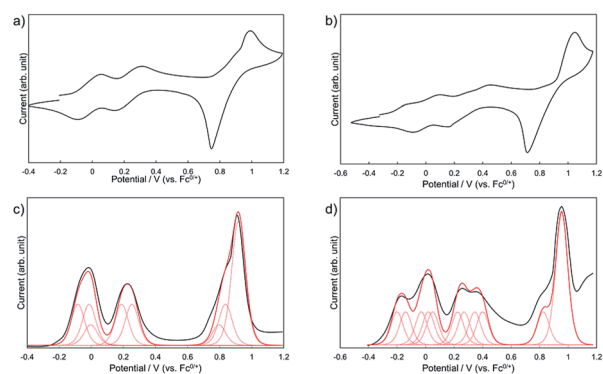 a)
Current (arb. unit)
-0.4 -0.2 0 0.2 0.4 0.6 0.8 1 1.2
Potential / V (vs. Fc0/+)
b)
Current (arb. unit)
-0.6 -0.4 -0.2 0 0.2 0.4 0.6 0.8 1 1.2
Potential / V (vs. Fc0/+)
c)
Current (arb. unit)
-0.4 -0.2 0 0.2 0.4 0.6 0.8 1 1.2
Potential / V (vs. Fc0/+)
d)
Current (arb. unit)
-0.6 -0.4 -0.2 0 0.2 0.4 0.6 0.8 1 1.2
Potential / V (vs. Fc0/+)